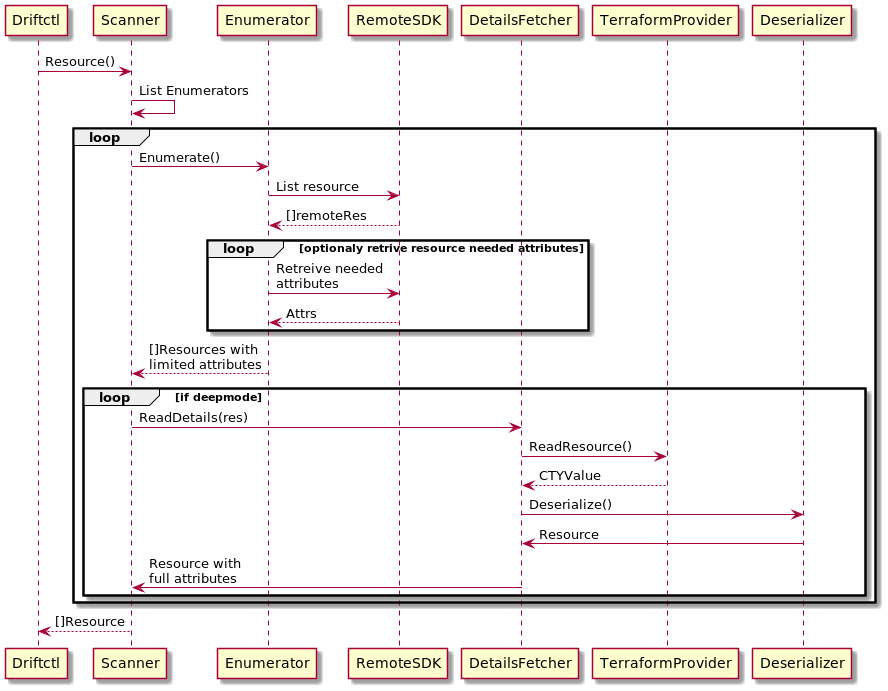 Driftctl Scanner Enumerator RemoteSDK DetailsFetcher TerraformProvider Deserializer
Resource()
List Enumerators
loop
Enumerate()
List resource
[]remoteRes
loop [optionaly retrive resource needed attributes]
Retreive needed
attributes
Attrs
[]Resources with
limited attributes
loop [if deepmode]
ReadDetails(res)
ReadResource()
CTYValue
Deserialize()
Resource
Resource with
full attributes
[]Resource
Driftctl Scanner Enumerator RemoteSDK DetailsFetcher TerraformProvider Deserializer